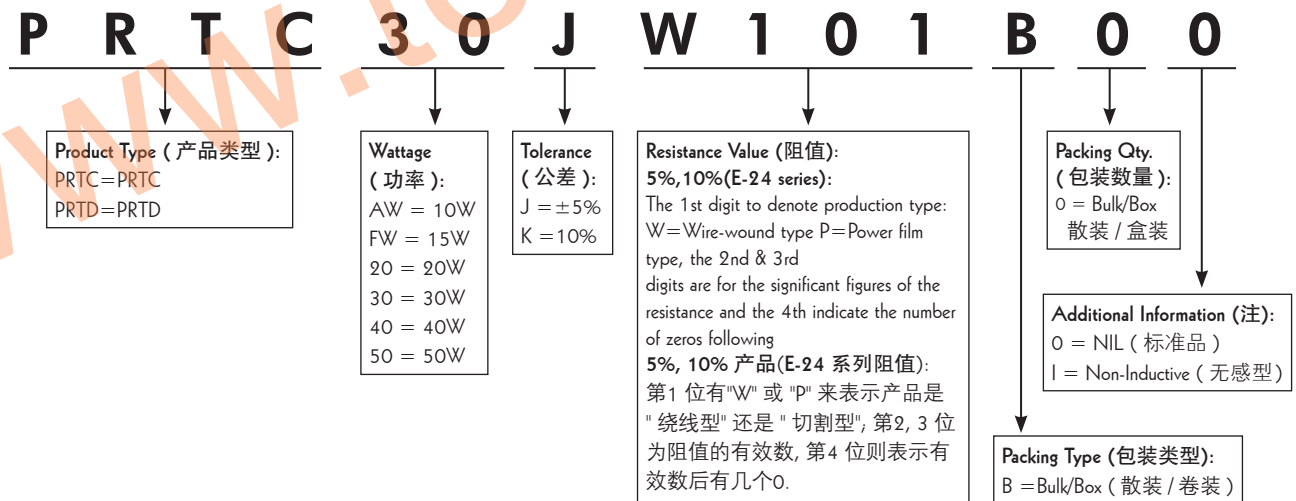 P R T C 3 0 J W 1 0 1 B 0 0
Product Type ( 产品类型 ):
PRTC=PRTC
PRTD=PRTD
Wattage
( 功率 ):
AW = 10W
FW = 15W
20 = 20W
30 = 30W
40 = 40W
50 = 50W
Tolerance
( 公差 ):
J =±5%
K =10%
Resistance Value (阻值):
5%,10%(E-24 series):
The 1st digit to denote production type:
W=Wire-wound type P=Power film
type, the 2nd & 3rd
digits are for the significant figures of the
resistance and the 4th indicate the number
of zeros following
5%, 10% 产品(E-24 系列阻值):
第1 位有"W" 或 "P" 来表示产品是
" 绕线型" 还是 " 切割型"; 第2, 3 位
为阻值的有效数, 第4 位则表示有
效数后有几个0.
Packing Qty.
( 包装数量 ):
0 = Bulk/Box
散装 / 盒装
Additional Information (注):
0 = NIL ( 标准品 )
I = Non-Inductive ( 无感型 )
Packing Type (包装类型):
B =Bulk/Box ( 散装 / 卷装 )